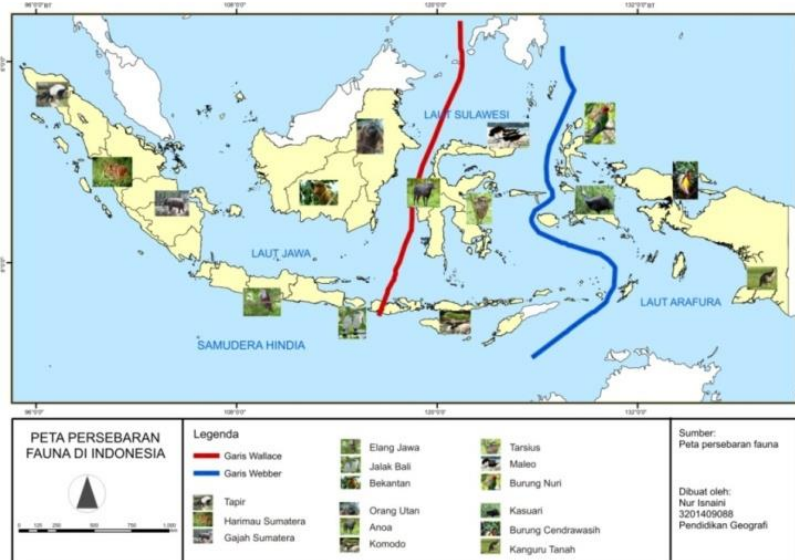 LAUT SULAWESI
LAUT JAWA
SAMUDERA HINDIA
LAUT ARAFURA
PETA PERSEBARAN
FAUNA DI INDONESIA
Legenda
Garis Wallace
Garis Webber
Tapir
Harimau Sumatera
Gajah Sumatera
Elang Jawa
Jalak Bali
Bekantan
Orang Utan
Anoa
Komodo
Tarsius
Maleo
Burung Nuri
Kasuari
Burung Cendrawasih
Kanguru Tanah
Sumber:
Peta persebaran fauna
Dibuat oleh:
Nur Isnaini
3201409088
Pendidikan Geografi